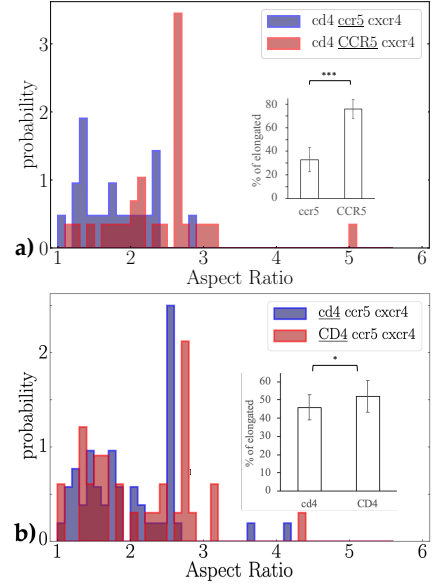 a)
probability
3
2
1
0
cd4 ccr5 cxcr4
cd4 CCR5 cxcr4
***
% of elongated
80
60
40
20
0
ccr5 CCR5
1 2 3 4 5 6
Aspect Ratio
b)
probability
2
1
0
cd4 ccr5 cxcr4
CD4 ccr5 cxcr4
*
% of elongated
60
50
40
30
20
10
0
cd4 CD4
1 2 3 4 5 6
Aspect Ratio